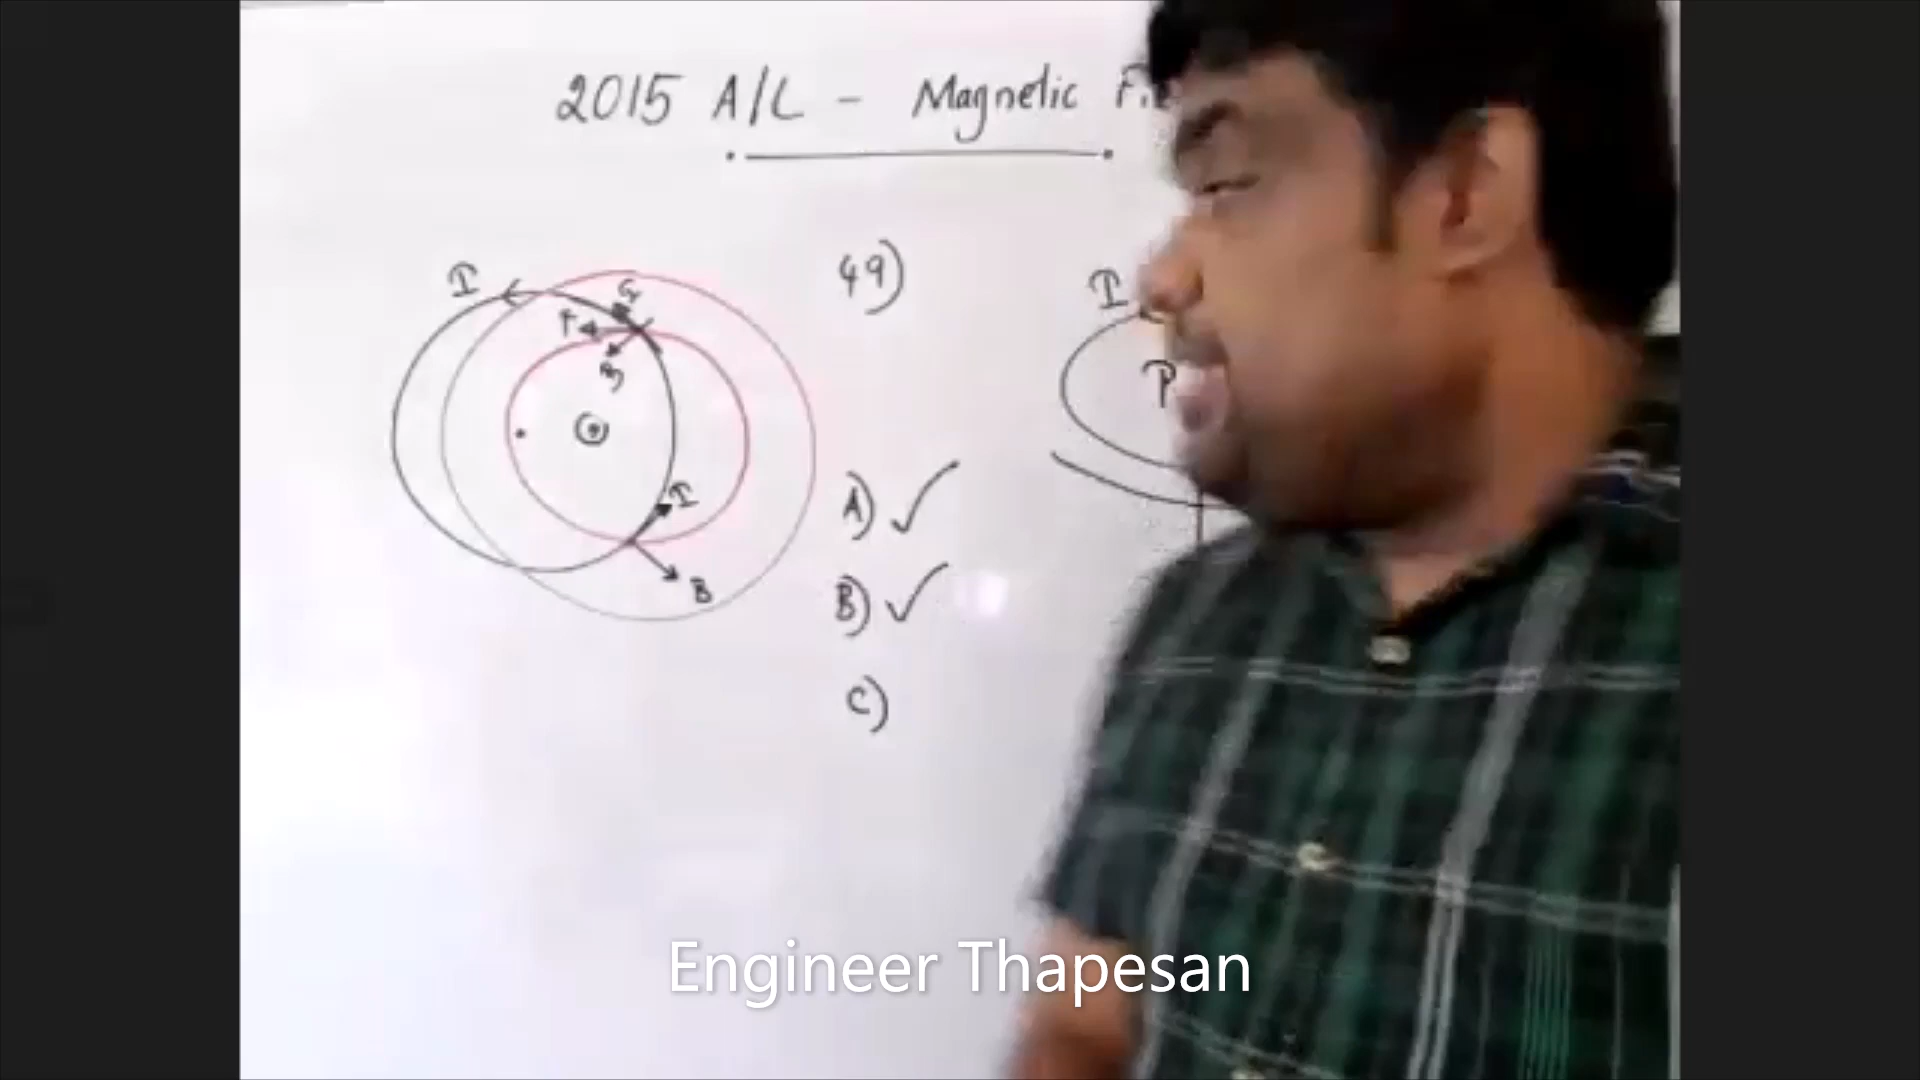 2015 A/L - Magnetic
49)
I
I
F
B
P
I
A) ✓
B
B) ✓
C)
Engineer Thapesan